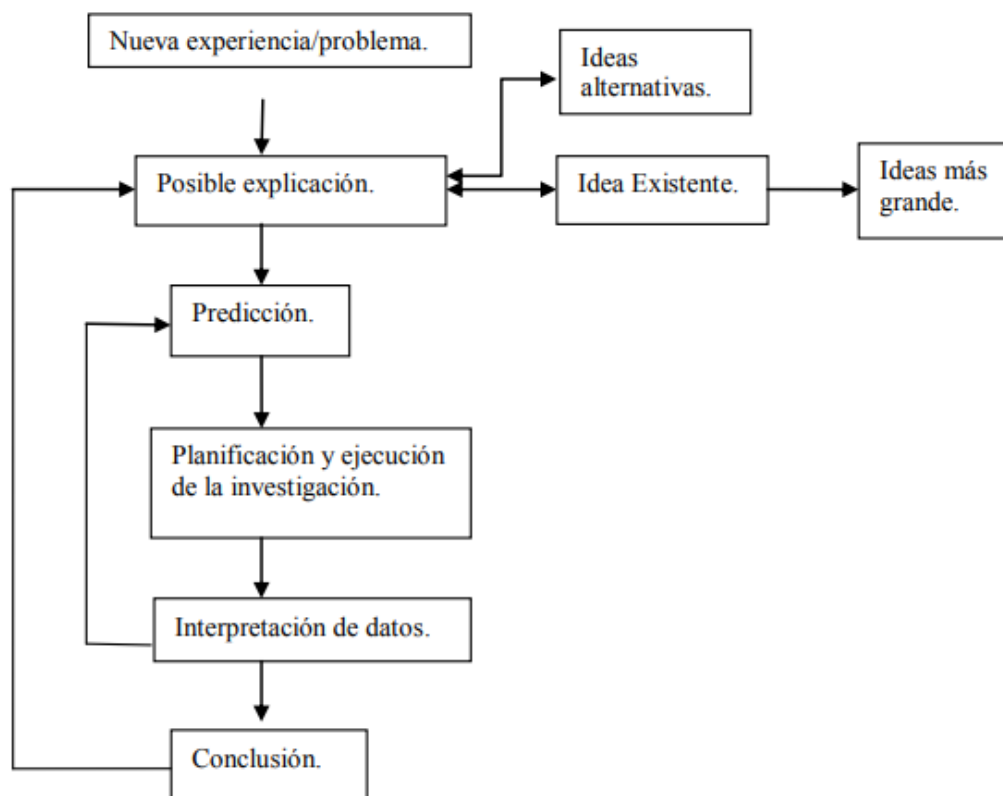 Nueva experiencia/problema.
Ideas
alternativas.
Posible explicación.
Idea Existente.
Ideas más
grande.
Predicción.
Planificación y ejecución
de la investigación.
Interpretación de datos.
Conclusión.